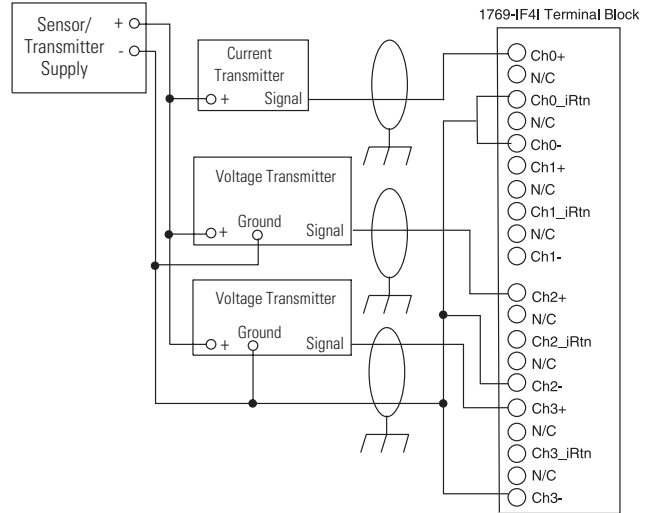 1769-IF4I Terminal Block
Sensor/
Transmitter
Supply
+
-
Current
Transmitter
+ Signal
Voltage Transmitter
Ground
+ Signal
Voltage Transmitter
Ground
+ Signal
Ch0+
N/C
Ch0_iRtn
N/C
Ch0-
Ch1+
N/C
Ch1_iRtn
N/C
Ch1-
Ch2+
N/C
Ch2_iRtn
N/C
Ch2-
Ch3+
N/C
Ch3_iRtn
N/C
Ch3-